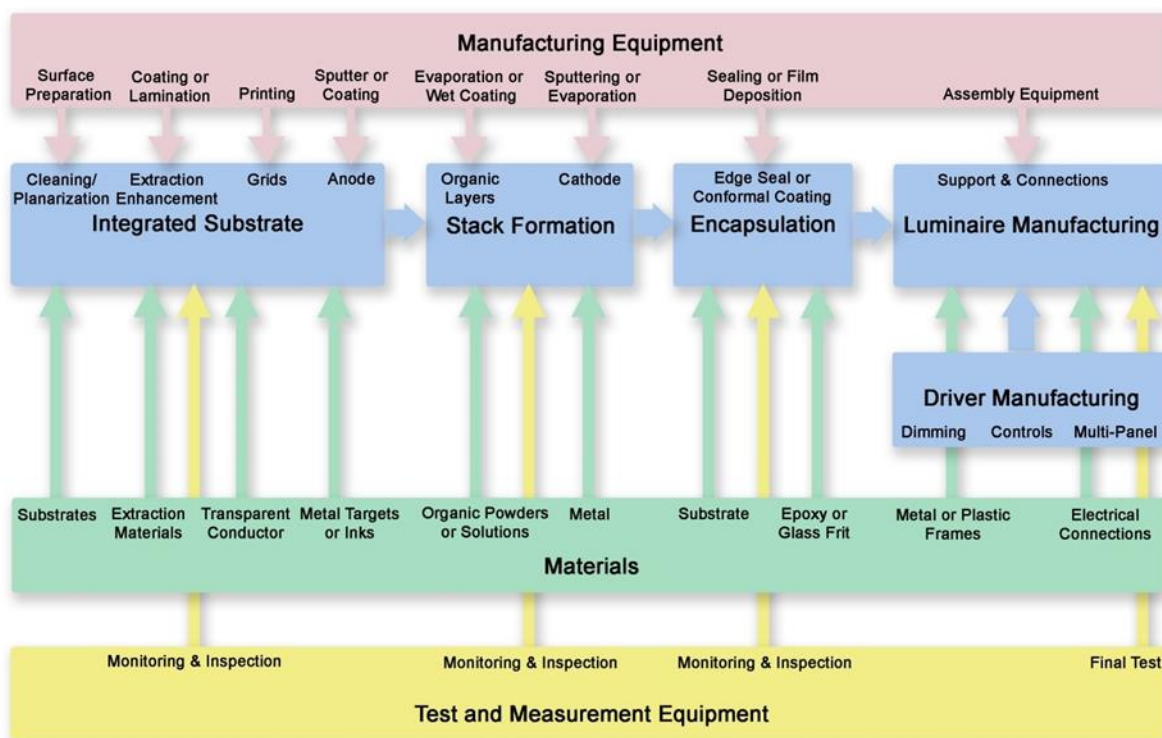 Manufacturing Equipment
Surface
Preparation
Coating or
Lamination
Printing
Sputter or
Coating
Evaporation or
Wet Coating
Sputtering or
Evaporation
Sealing or Film
Deposition
Assembly Equipment
Cleaning/
Planarization
Extraction
Enhancement
Grids
Anode
Integrated Substrate
Organic
Layers
Cathode
Stack Formation
Edge Seal or
Conformal Coating
Encapsulation
Support & Connections
Luminaire Manufacturing
Driver Manufacturing
Dimming
Controls
Multi-Panel
Substrates
Extraction
Materials
Transparent
Conductor
Metal Targets
or Inks
Organic Powders
or Solutions
Metal
Substrate
Epoxy or
Glass Frit
Metal or Plastic
Frames
Electrical
Connections
Materials
Monitoring & Inspection
Monitoring & Inspection
Monitoring & Inspection
Final Test
Test and Measurement Equipment